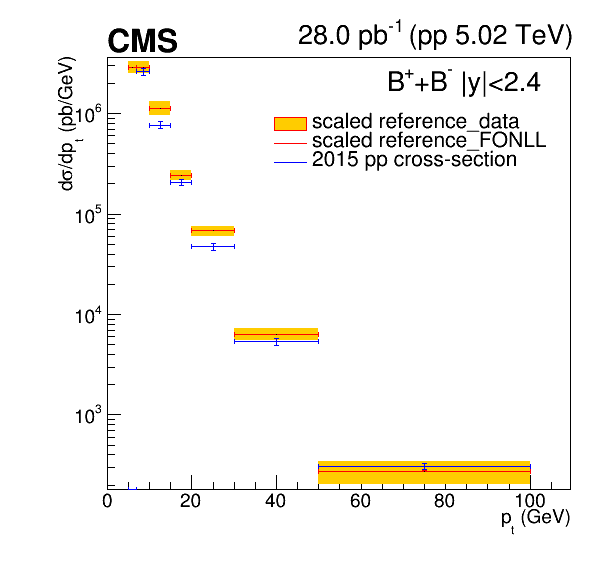 CMS
28.0 pb-1 (pp 5.02 TeV)
B++B- |y|<2.4
scaled reference_data
scaled reference_FONLL
2015 pp cross-section
dσ/dpt (pb/GeV)
106
105
104
103
0 20 40 60 80 100
pt (GeV)